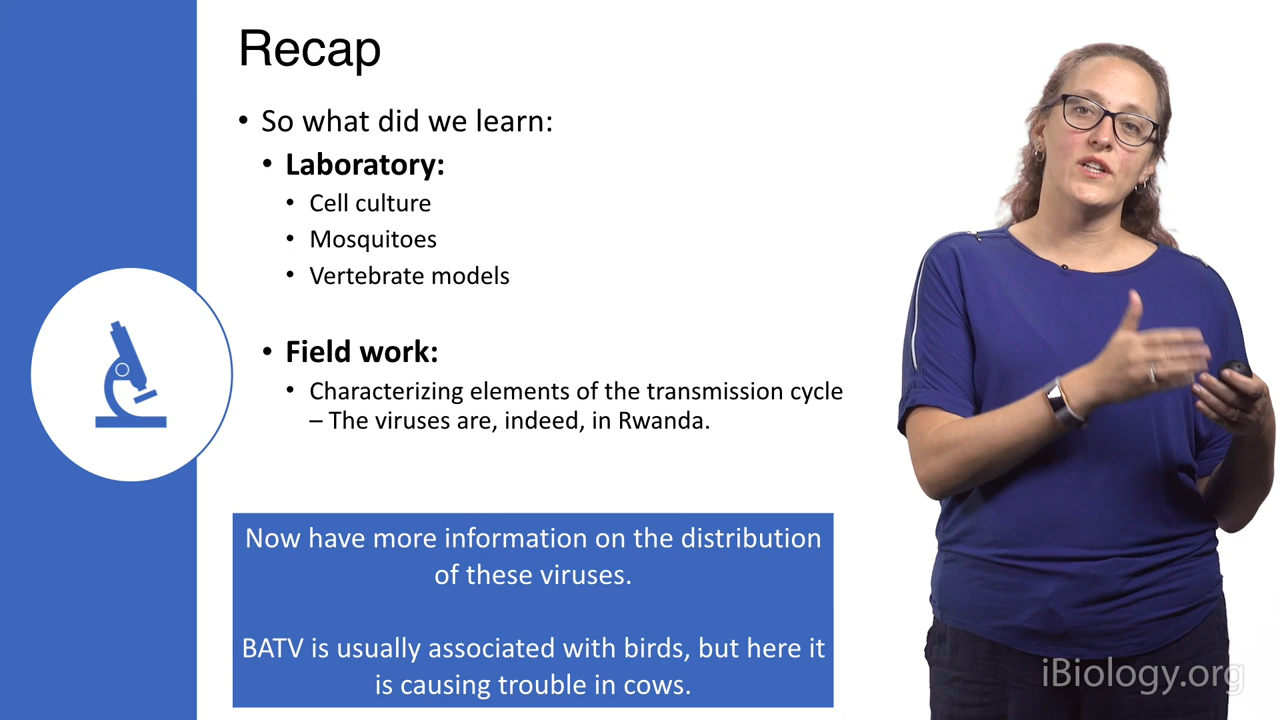 Recap
• So what did we learn:
• Laboratory:
• Cell culture
• Mosquitoes
• Vertebrate models
• Field work:
• Characterizing elements of the transmission cycle
– The viruses are, indeed, in Rwanda.
Now have more information on the distribution
of these viruses.
BATV is usually associated with birds, but here it
is causing trouble in cows.
iBiology.org